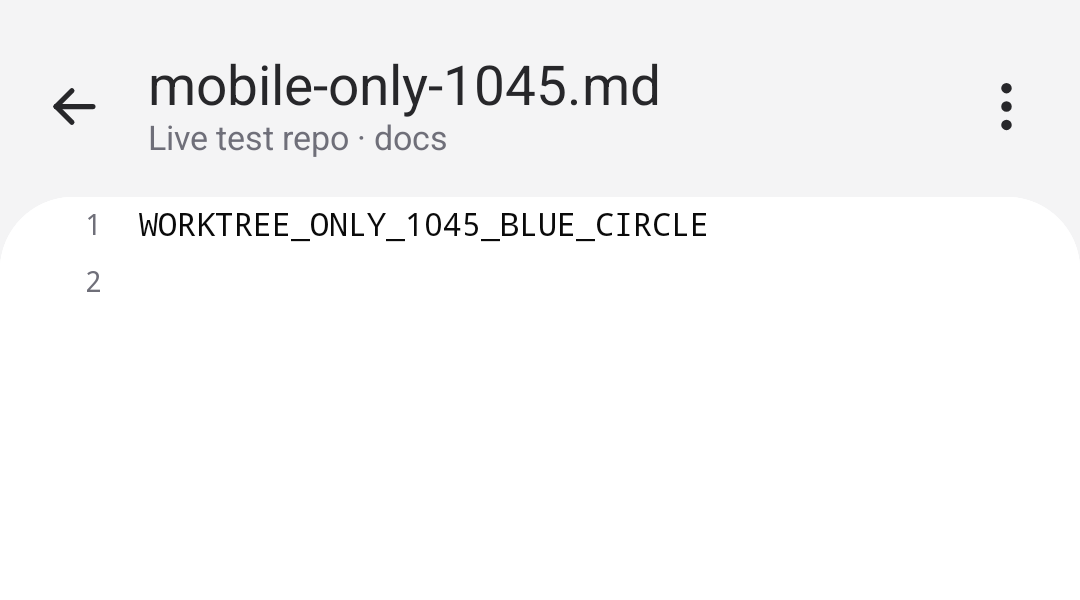 mobile-only-1045.md
Live test repo · docs
1 WORKTREE_ONLY_1045_BLUE_CIRCLE
2